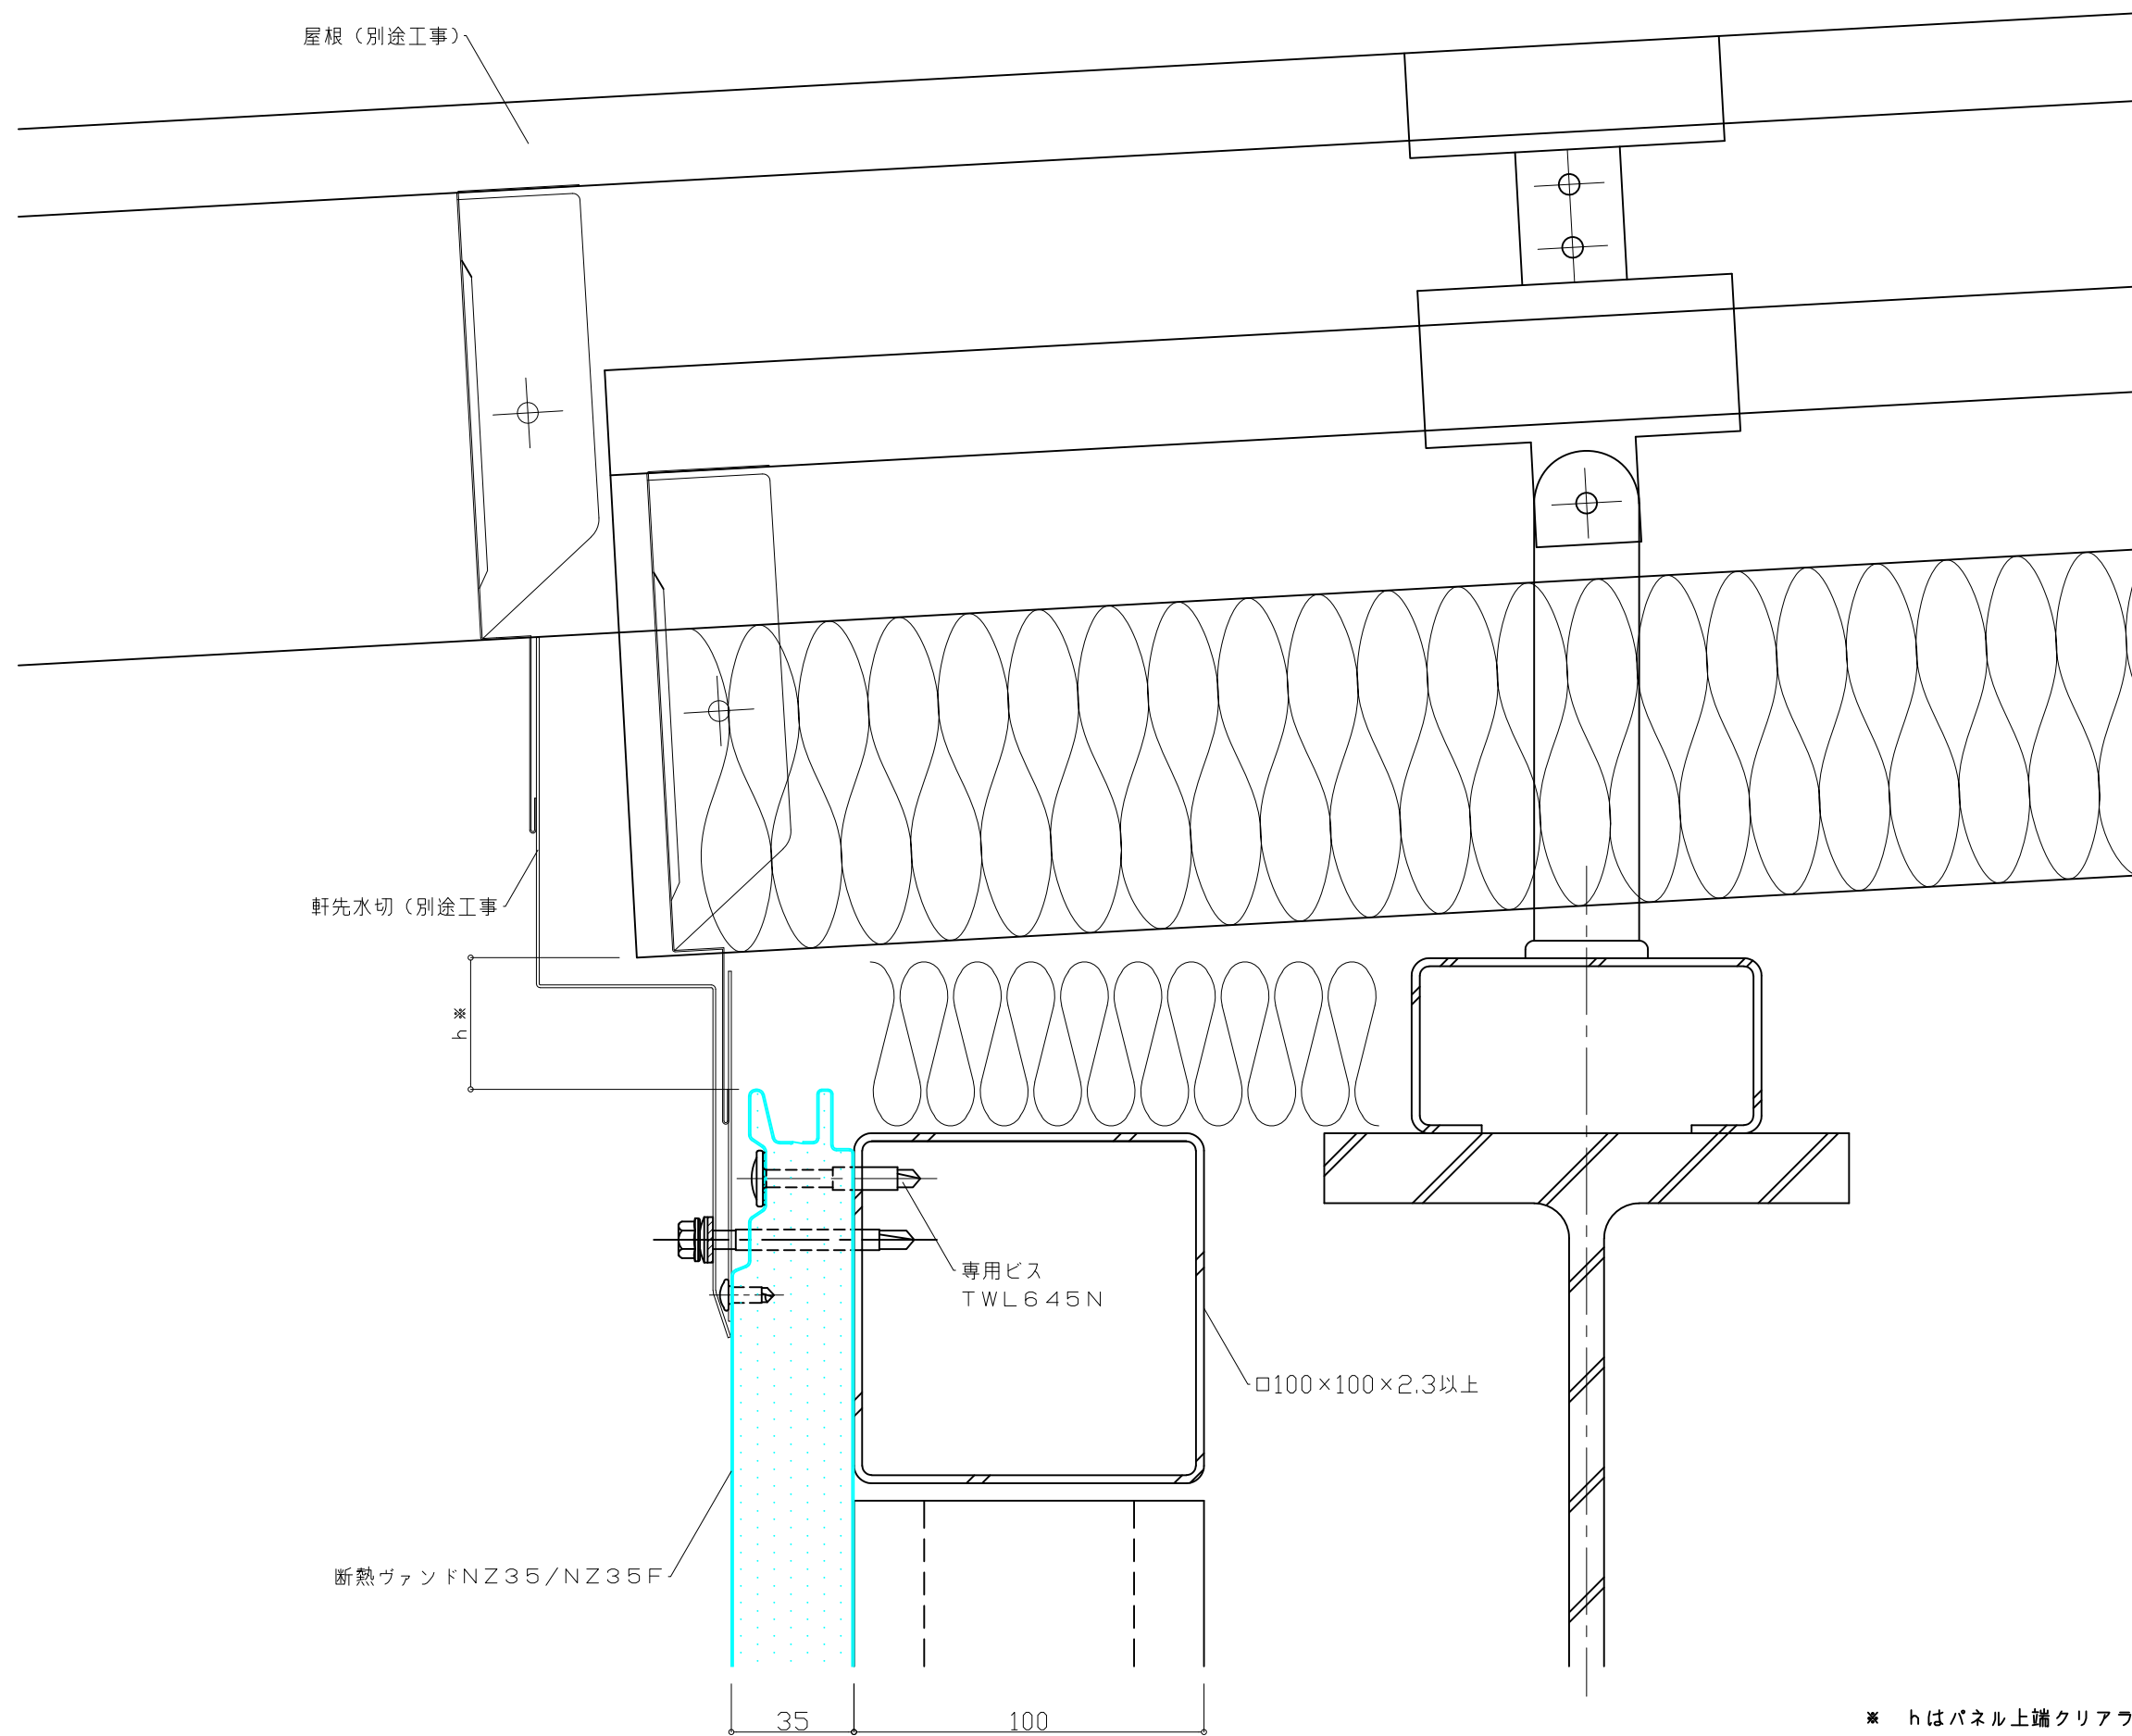 屋根（別途工事）
軒先水切（別途工事
h※
専用ビス
ＴＷＬ６４５Ｎ
□100×100×2.3以上
断熱ヴァンドＮＺ３５/ＮＺ３５Ｆ
35
100
※　hはパネル上端クリアラ